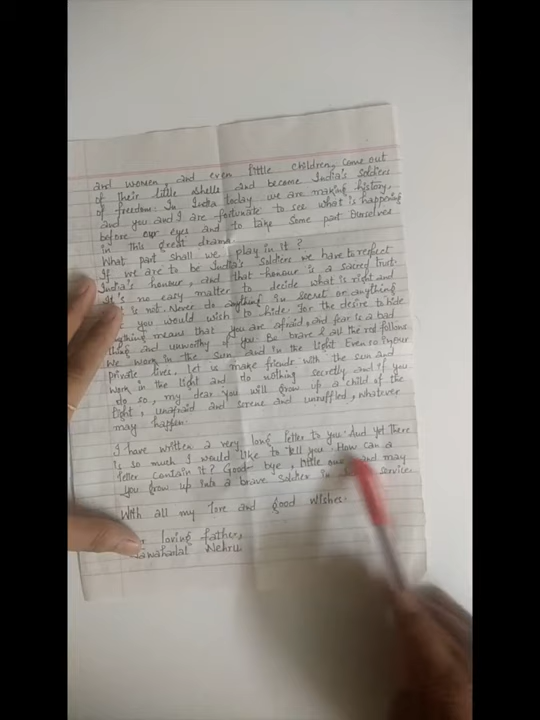 and women, and even little children, come out
of their little shells and become India's soldiers
of freedom. In India today we are making history,
and you and I are fortunate to see what is happening
before our eyes and to take some part ourselves
in this great drama.
What part shall we play in it?
If we are to be India's soldiers we have to respect
India's honour, and that honour is a sacred trust.
It's no easy matter to decide what is right and
is not. Never do anything in secret or anything
you would wish to hide. For the desire to hide
anything means that you are afraid, and fear is a bad
thing and unworthy of you. Be brave & all the rest follows.
We work in the sun and in the light. Even so in our
private lives, let us make friends with the sun and
work in the light and do nothing secretly and if you
do so, my dear you will grow up a child of the
light, unafraid and serene and unruffled, whatever
may happen.
I have written a very long letter to you. And yet there
is so much I would like to tell you. How can a
letter contain it? Good-bye, little one, and may
you grow up into a brave soldier in service.
With all my love and good wishes.
loving father,
Jawaharlal Nehru